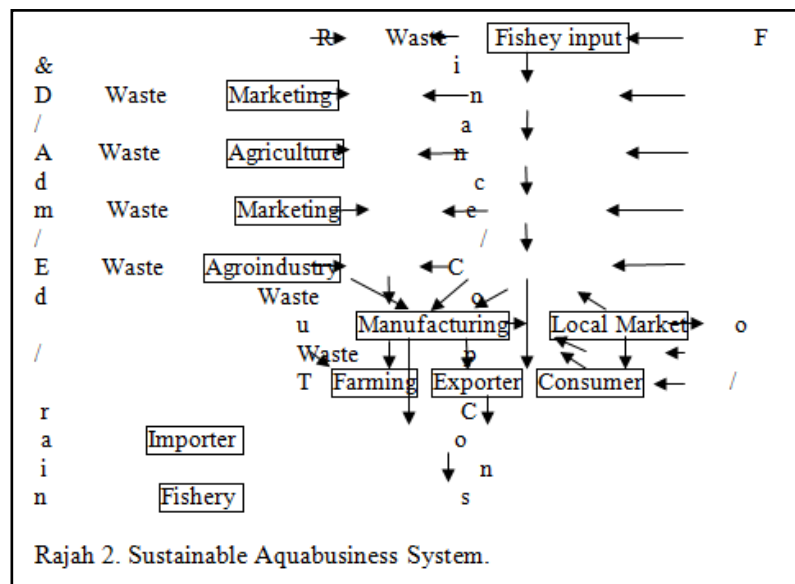 R Waste Fishey input F
& i
D Waste Marketing n
/ a
A Waste Agriculture n
d c
m Waste Marketing e
/ /
E Waste Agroindustry C
d Waste o
u Manufacturing Local Market o
/ Waste p
T Farming Exporter Consumer /
r C
a Importer o
i n
n Fishery s
Rajah 2. Sustainable Aquabusiness System.